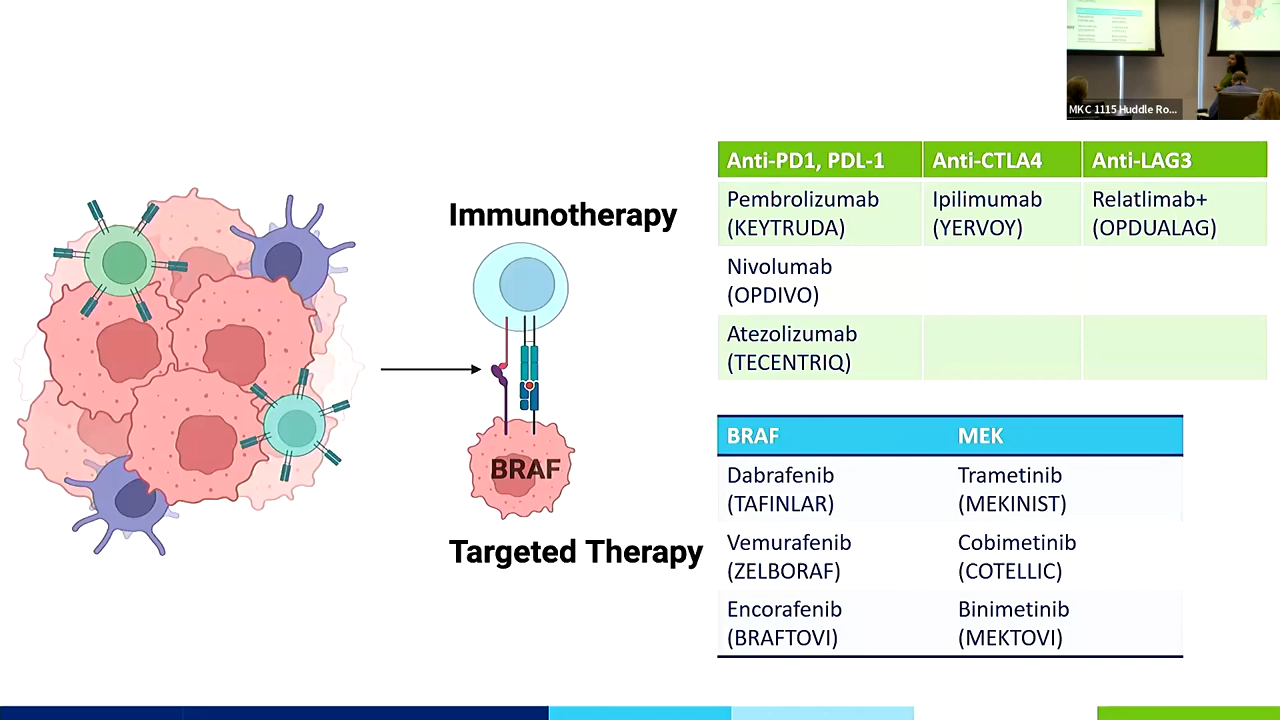 MKC 1115 Huddle Ro...
Immunotherapy
BRAF
Targeted Therapy
Anti-PD1, PDL-1 Anti-CTLA4 Anti-LAG3
Pembrolizumab Ipilimumab Relatlimab+
(KEYTRUDA) (YERVOY) (OPDUALAG)
Nivolumab
(OPDIVO)
Atezolizumab
(TECENTRIQ)
BRAF MEK
Dabrafenib Trametinib
(TAFINLAR) (MEKINIST)
Vemurafenib Cobimetinib
(ZELBORAF) (COTELLIC)
Encorafenib Binimetinib
(BRAFTOVI) (MEKTOVI)